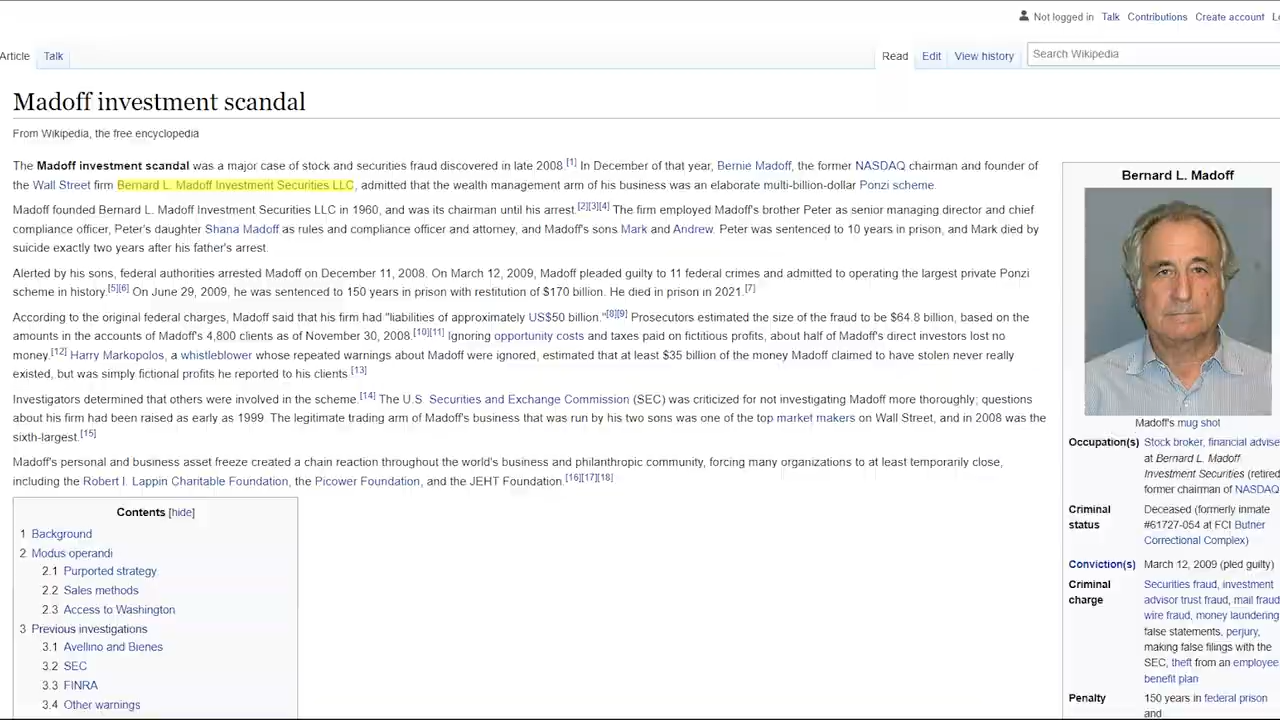 Not logged in Talk Contributions Create account
Article Talk Read Edit View history Search Wikipedia
Madoff investment scandal
From Wikipedia, the free encyclopedia
The Madoff investment scandal was a major case of stock and securities fraud discovered in late 2008.[1] In December of that year, Bernie Madoff, the former NASDAQ chairman and founder of
the Wall Street firm Bernard L. Madoff Investment Securities LLC, admitted that the wealth management arm of his business was an elaborate multi-billion-dollar Ponzi scheme.
Madoff founded Bernard L. Madoff Investment Securities LLC in 1960, and was its chairman until his arrest.[2][3][4] The firm employed Madoff's brother Peter as senior managing director and chief
compliance officer, Peter's daughter Shana Madoff as rules and compliance officer and attorney, and Madoff's sons Mark and Andrew. Peter was sentenced to 10 years in prison, and Mark died by
suicide exactly two years after his father's arrest.
Alerted by his sons, federal authorities arrested Madoff on December 11, 2008. On March 12, 2009, Madoff pleaded guilty to 11 federal crimes and admitted to operating the largest private Ponzi
scheme in history.[5][6] On June 29, 2009, he was sentenced to 150 years in prison with restitution of $170 billion. He died in prison in 2021.[7]
According to the original federal charges, Madoff said that his firm had "liabilities of approximately US$50 billion."[8][9] Prosecutors estimated the size of the fraud to be $64.8 billion, based on the
amounts in the accounts of Madoff's 4,800 clients as of November 30, 2008.[10][11] Ignoring opportunity costs and taxes paid on fictitious profits, about half of Madoff's direct investors lost no
money.[12] Harry Markopolos, a whistleblower whose repeated warnings about Madoff were ignored, estimated that at least $35 billion of the money Madoff claimed to have stolen never really
existed, but was simply fictional profits he reported to his clients.[13]
Investigators determined that others were involved in the scheme.[14] The U.S. Securities and Exchange Commission (SEC) was criticized for not investigating Madoff more thoroughly; questions
about his firm had been raised as early as 1999. The legitimate trading arm of Madoff's business that was run by his two sons was one of the top market makers on Wall Street, and in 2008 was the
sixth-largest.[15]
Madoff's personal and business asset freeze created a chain reaction throughout the world's business and philanthropic community, forcing many organizations to at least temporarily close,
including the Robert I. Lappin Charitable Foundation, the Picower Foundation, and the JEHT Foundation.[16][17][18]
Contents [hide]
1 Background
2 Modus operandi
2.1 Purported strategy
2.2 Sales methods
2.3 Access to Washington
3 Previous investigations
3.1 Avellino and Bienes
3.2 SEC
3.3 FINRA
3.4 Other warnings
Bernard L. Madoff
Madoff's mug shot
Occupation(s) Stock broker, financial advise
at Bernard L. Madoff
Investment Securities (retired
former chairman of NASDAQ
Criminal status Deceased (formerly inmate
#61727-054 at FCI Butner
Correctional Complex)
Conviction(s) March 12, 2009 (pled guilty)
Criminal charge Securities fraud, investment
advisor trust fraud, mail fraud
wire fraud, money laundering
false statements, perjury,
making false filings with the
SEC, theft from an employee
benefit plan
Penalty 150 years in federal prison
and